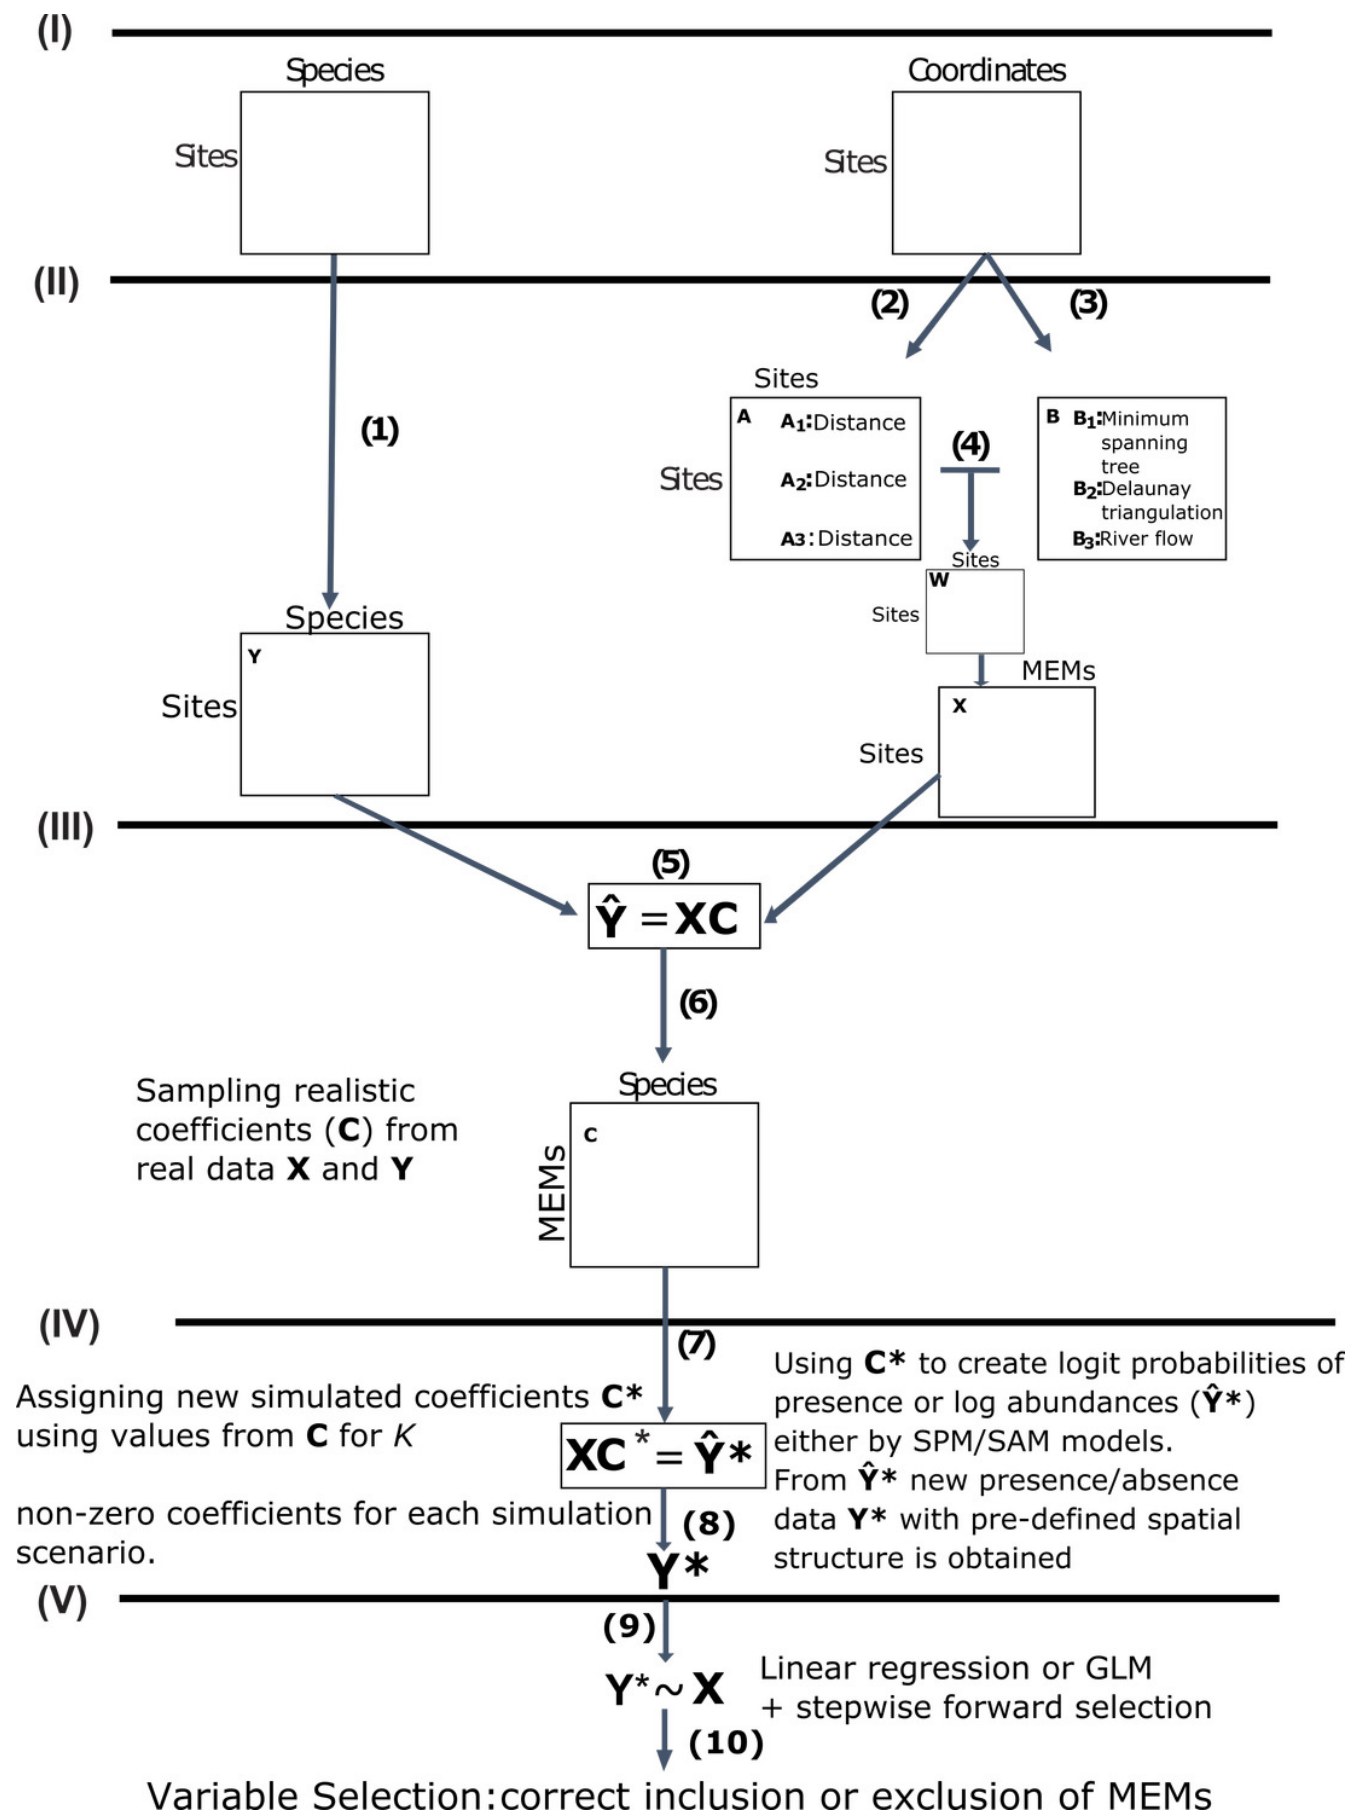 (I)
Species
Coordinates
Sites
Sites
(II)
(2)
(3)
(1)
Sites
Sites
A
A1:Distance
A2:Distance
A3:Distance
(4)
B
B1:Minimum
spanning
tree
B2:Delaunay
triangulation
B3:River flow
Sites
W
Sites
Species
Y
Sites
MEMs
X
Sites
(III)
(5)
Ŷ = XC
(6)
Sampling realistic
coefficients (C) from
real data X and Y
Species
C
MEMs
(IV)
(7)
Assigning new simulated coefficients C*
using values from C for K
non-zero coefficients for each simulation
scenario.
XC * = Ŷ*
Using C* to create logit probabilities of
presence or log abundances (Ŷ*)
either by SPM/SAM models.
From Ŷ* new presence/absence
data Y* with pre-defined spatial
structure is obtained
(8)
Y*
(V)
(9)
Y* ~ X
Linear regression or GLM
+ stepwise forward selection
(10)
Variable Selection:correct inclusion or exclusion of MEMs